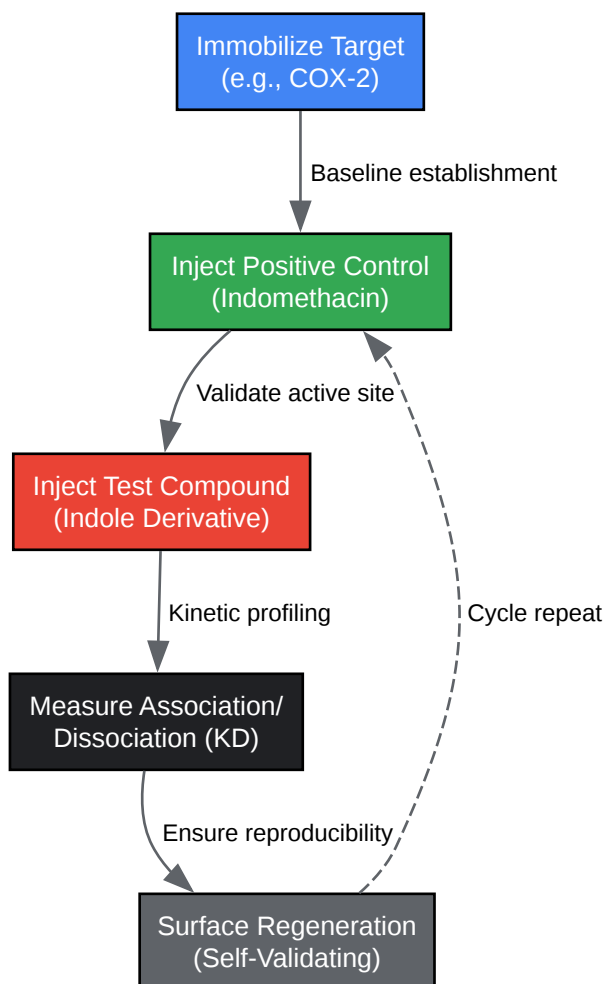 Immobilize Target
(e.g., COX-2)
Baseline establishment
Inject Positive Control
(Indomethacin)
Validate active site
Inject Test Compound
(Indole Derivative)
Kinetic profiling
Cycle repeat
Measure Association/
Dissociation (KD)
Ensure reproducibility
Surface Regeneration
(Self-Validating)